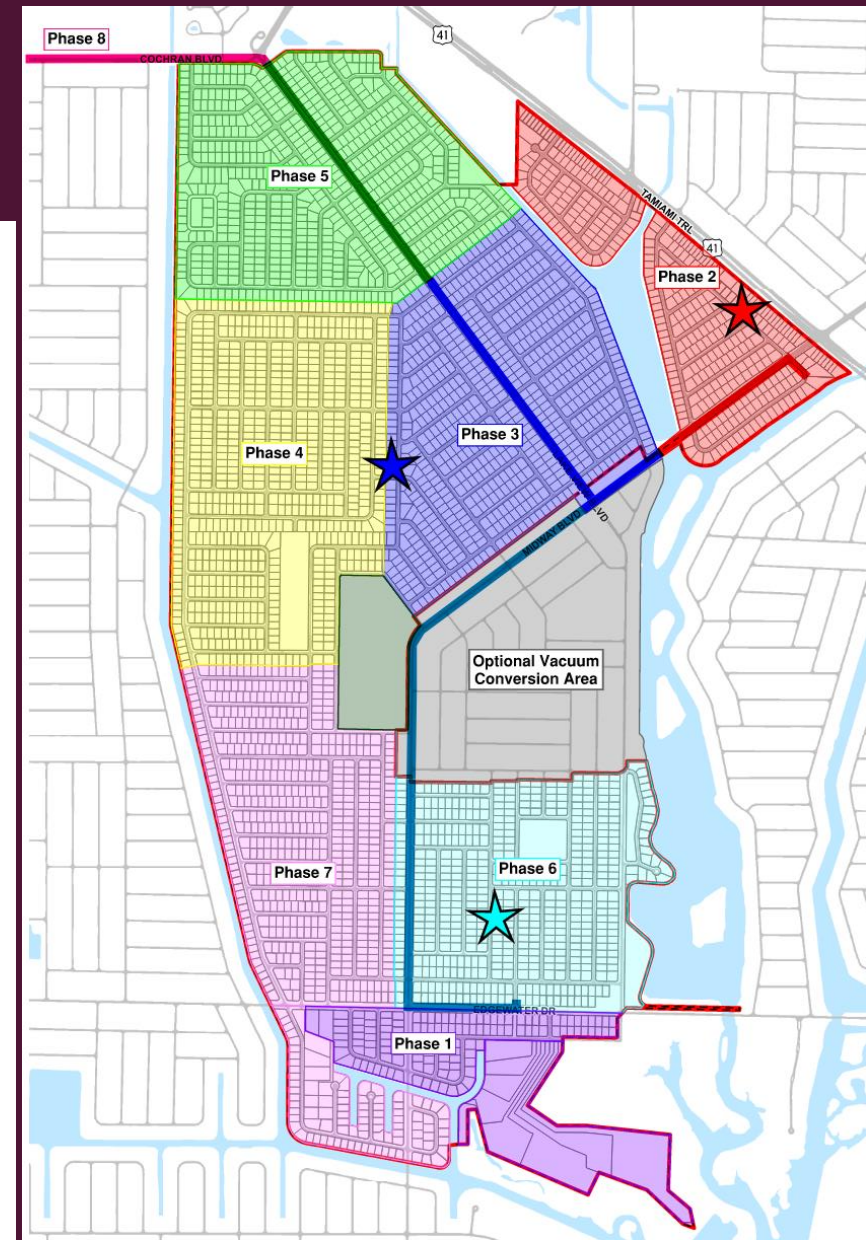 Phase 8
41
COCHRAN BLVD
Phase 5
TAMIAMI TRL
41
Phase 2
Phase 3
Phase 4
BLVD
MIDWAY BLVD
Optional Vacuum
Conversion Area
Phase 6
Phase 7
EDGEWATER DR
Phase 1